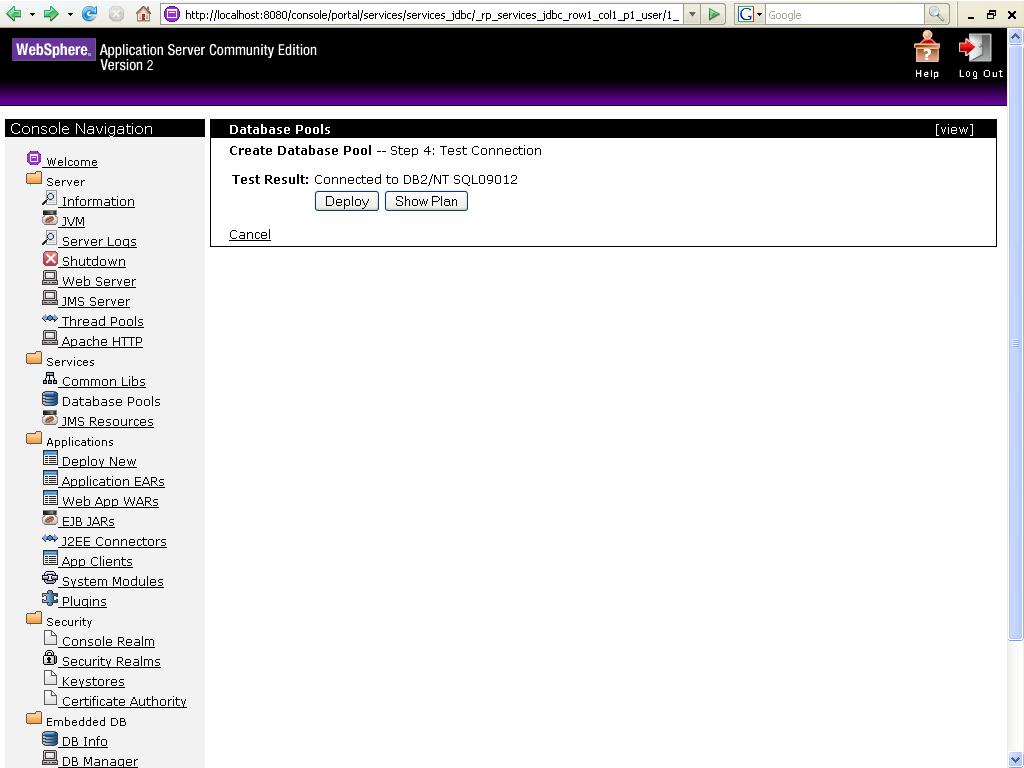 http://localhost:8080/console/portal/services/services_jdbc/_rp_services_jdbc_row1_col1_p1_user/1_
G Google
WebSphere. Application Server Community Edition
Version 2
Help Log Out
Console Navigation
Welcome
Server
Information
JVM
Server Logs
Shutdown
Web Server
JMS Server
Thread Pools
Apache HTTP
Services
Common Libs
Database Pools
JMS Resources
Applications
Deploy New
Application EARs
Web App WARs
EJB JARs
J2EE Connectors
App Clients
System Modules
Plugins
Security
Console Realm
Security Realms
Keystores
Certificate Authority
Embedded DB
DB Info
DB Manager
Database Pools [view]
Create Database Pool -- Step 4: Test Connection
Test Result: Connected to DB2/NT SQL09012
Deploy Show Plan
Cancel